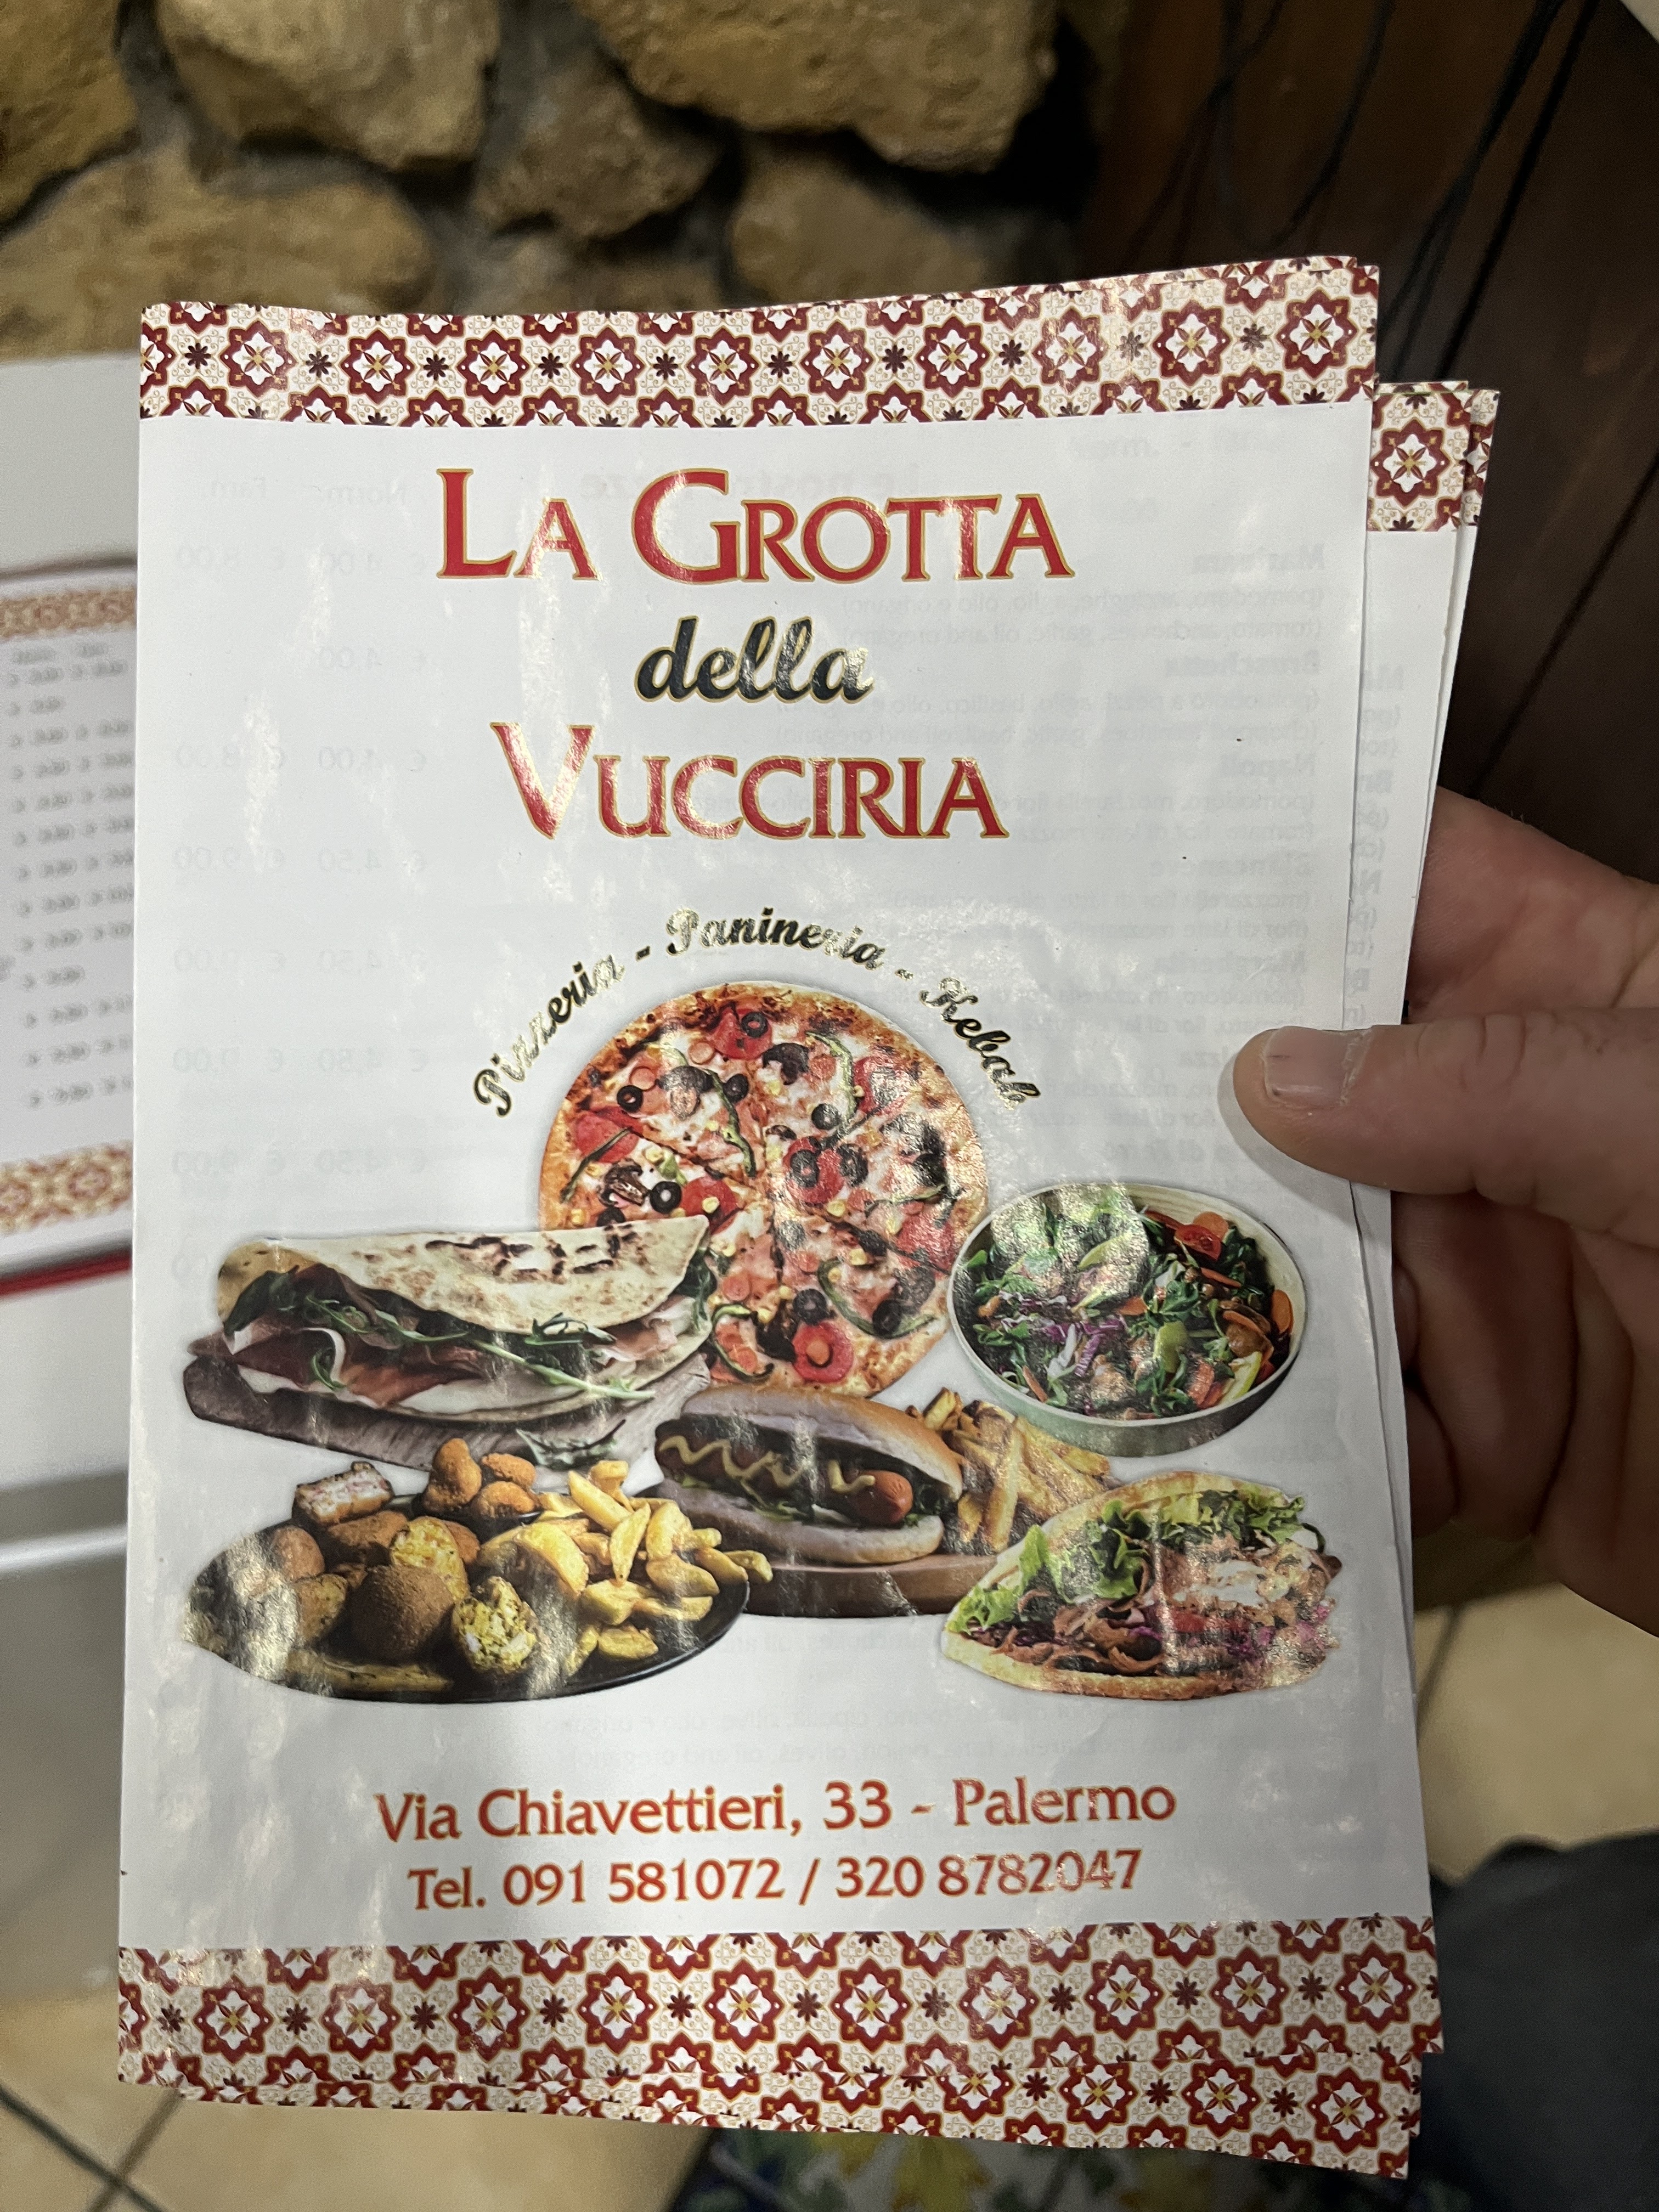 LA GROTTA
della
VUCCIRIA
Pizzeria - Panineria - Kebab
Via Chiavettieri, 33 - Palermo
Tel. 091 581072 / 320 8782047